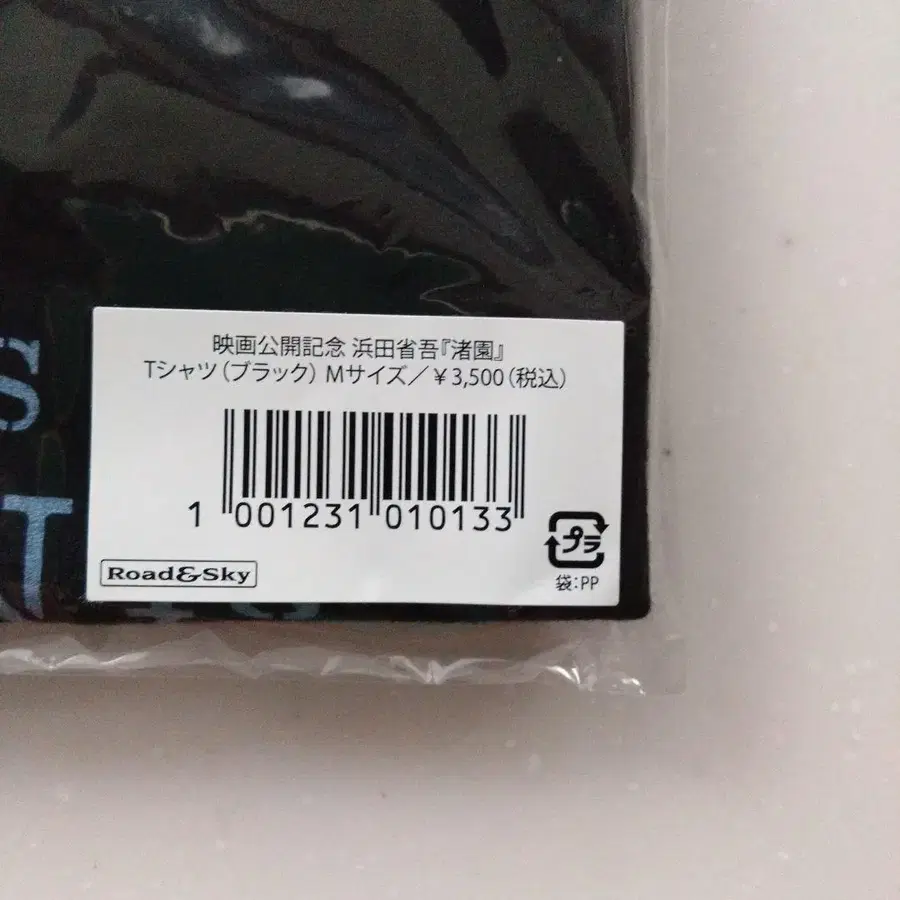 映画公開記念 浜田省吾『渚園』
Tシャツ（ブラック） Mサイズ／￥3,500（税込）
S
T
1 001231 010133
プラ
Road&Sky
袋：PP